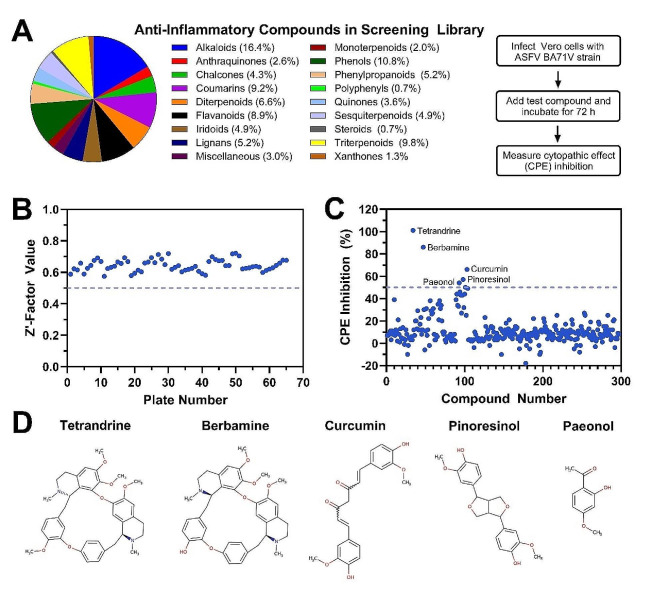 A
Anti-Inflammatory Compounds in Screening Library
Alkaloids (16.4%)
Anthraquinones (2.6%)
Chalcones (4.3%)
Coumarins (9.2%)
Diterpenoids (6.6%)
Flavanoids (8.9%)
Iridoids (4.9%)
Lignans (5.2%)
Miscellaneous (3.0%)
Monoterpenoids (2.0%)
Phenols (10.8%)
Phenylpropanoids (5.2%)
Polyphenyls (0.7%)
Quinones (3.6%)
Sesquiterpenoids (4.9%)
Steroids (0.7%)
Triterpenoids (9.8%)
Xanthones 1.3%)
Infect Vero cells with
ASFV BA71V strain
Add test compound and
incubate for 72 h
Measure cytopathic effect
(CPE) inhibition
B
Z'-Factor Value
1.0
0.8
0.6
0.4
0.2
0.0
0 10 20 30 40 50 60 70
Plate Number
C
CPE Inhibition (%)
120
100
80
60
40
20
0
-20
Tetrandrine
Berbamine
Curcumin
Paeonol
Pinoresinol
0 100 200 300
Compound Number
D
Tetrandrine
Berbamine
Curcumin
Pinoresinol
Paeonol